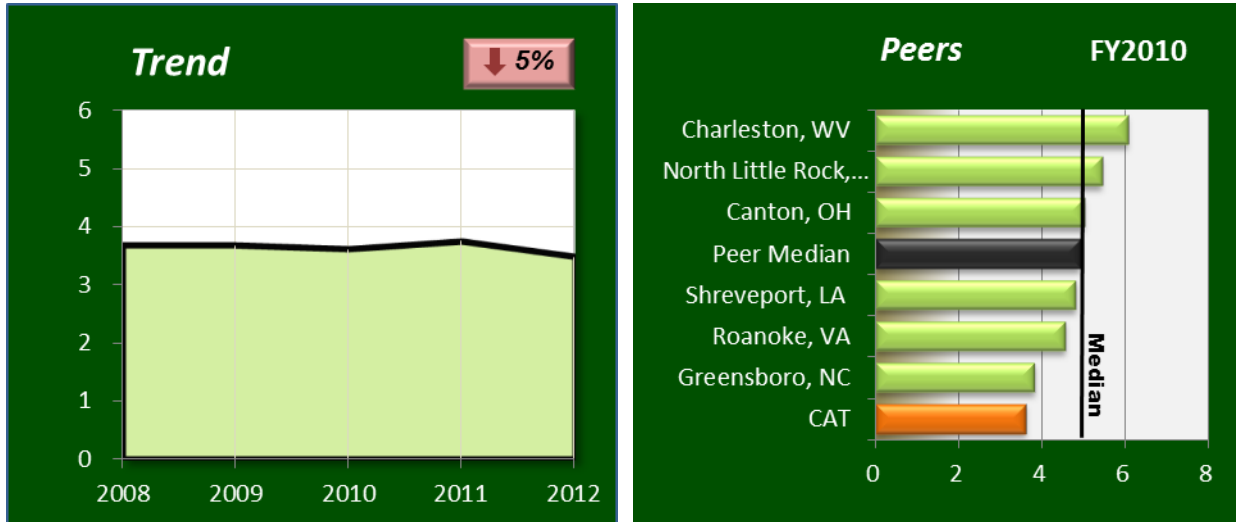 Trend
5%
6
5
4
3
2
1
0
2008 2009 2010 2011 2012
Peers FY2010
Charleston, WV
North Little Rock,...
Canton, OH
Peer Median
Shreveport, LA
Roanoke, VA
Greensboro, NC
CAT
Median
0 2 4 6 8